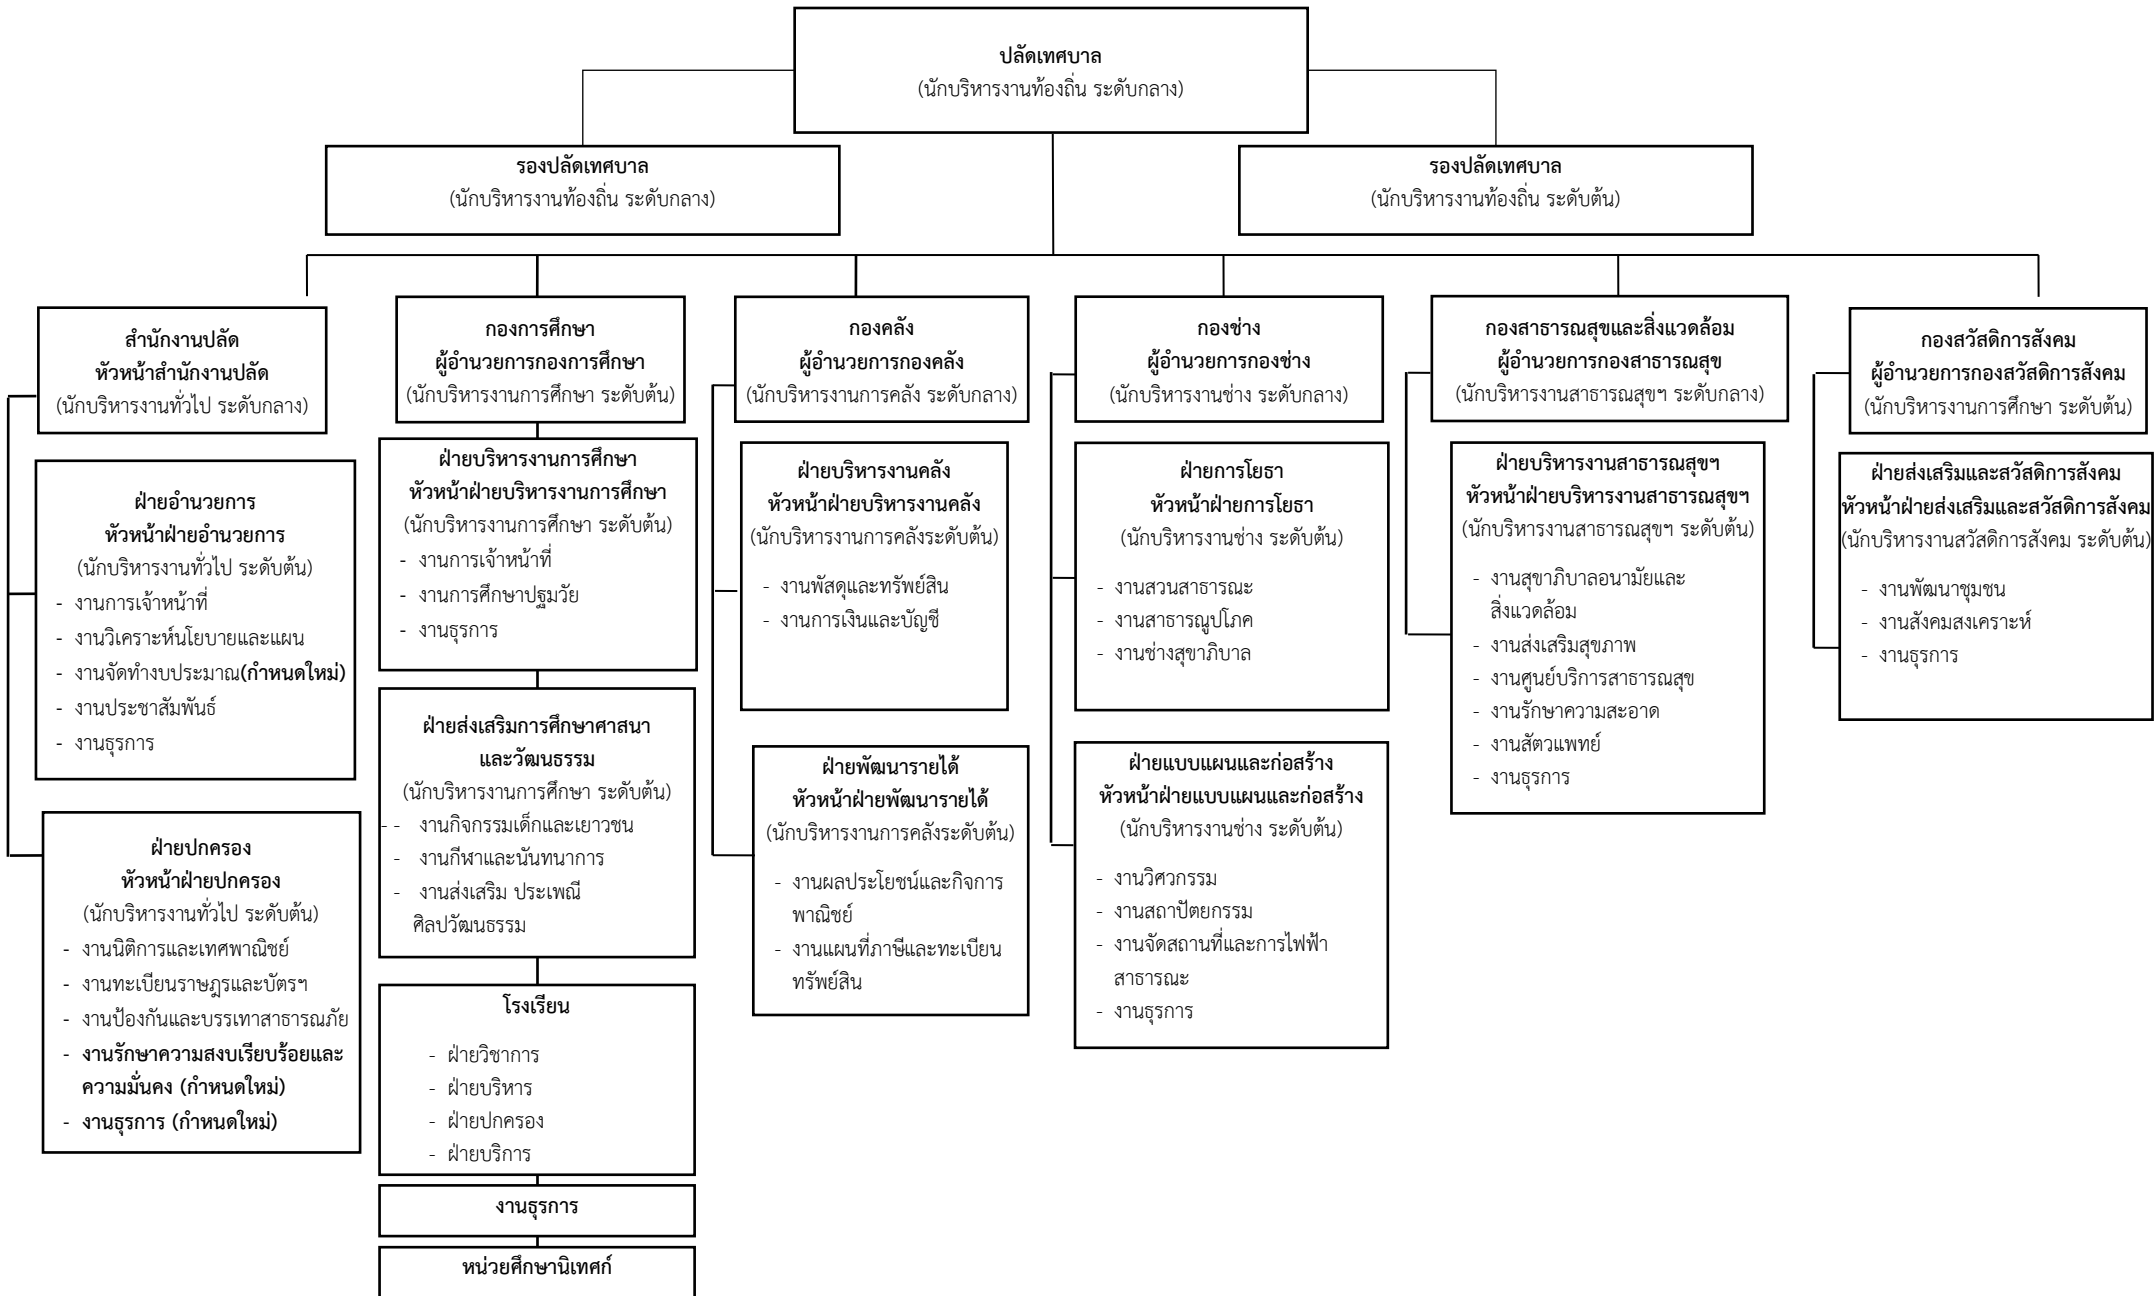 ปลัดเทศบาล
(นักบริหารงานท้องถิ่น ระดับกลาง)
รองปลัดเทศบาล
(นักบริหารงานท้องถิ่น ระดับกลาง)
รองปลัดเทศบาล
(นักบริหารงานท้องถิ่น ระดับต้น)
สำนักงานปลัด
หัวหน้าสำนักงานปลัด
(นักบริหารงานทั่วไป ระดับกลาง)
ฝ่ายอำนวยการ
หัวหน้าฝ่ายอำนวยการ
(นักบริหารงานทั่วไป ระดับต้น)
- งานการเจ้าหน้าที่
- งานวิเคราะห์นโยบายและแผน
- งานจัดทำงบประมาณ(กำหนดใหม่)
- งานประชาสัมพันธ์
- งานธุรการ
ฝ่ายปกครอง
หัวหน้าฝ่ายปกครอง
(นักบริหารงานทั่วไป ระดับต้น)
- งานนิติการและเทศพาณิชย์
- งานทะเบียนราษฎรและบัตรฯ
- งานป้องกันและบรรเทาสาธารณภัย
- งานรักษาความสงบเรียบร้อยและ
ความมั่นคง (กำหนดใหม่)
- งานธุรการ (กำหนดใหม่)
กองการศึกษา
ผู้อำนวยการกองการศึกษา
(นักบริหารงานการศึกษา ระดับต้น)
ฝ่ายบริหารงานการศึกษา
หัวหน้าฝ่ายบริหารงานการศึกษา
(นักบริหารงานการศึกษา ระดับต้น)
- งานการเจ้าหน้าที่
- งานการศึกษาปฐมวัย
- งานธุรการ
ฝ่ายส่งเสริมการศึกษาศาสนา
และวัฒนธรรม
(นักบริหารงานการศึกษา ระดับต้น)
- - งานกิจกรรมเด็กและเยาวชน
- งานกีฬาและนันทนาการ
- งานส่งเสริม ประเพณี
ศิลปวัฒนธรรม
โรงเรียน
- ฝ่ายวิชาการ
- ฝ่ายบริหาร
- ฝ่ายปกครอง
- ฝ่ายบริการ
งานธุรการ
หน่วยศึกษานิเทศก์
กองคลัง
ผู้อำนวยการกองคลัง
(นักบริหารงานการคลัง ระดับกลาง)
ฝ่ายบริหารงานคลัง
หัวหน้าฝ่ายบริหารงานคลัง
(นักบริหารงานการคลังระดับต้น)
- งานพัสดุและทรัพย์สิน
- งานการเงินและบัญชี
ฝ่ายพัฒนารายได้
หัวหน้าฝ่ายพัฒนารายได้
(นักบริหารงานการคลังระดับต้น)
- งานผลประโยชน์และกิจการ
พาณิชย์
- งานแผนที่ภาษีและทะเบียน
ทรัพย์สิน
กองช่าง
ผู้อำนวยการกองช่าง
(นักบริหารงานช่าง ระดับกลาง)
ฝ่ายการโยธา
หัวหน้าฝ่ายการโยธา
(นักบริหารงานช่าง ระดับต้น)
- งานสวนสาธารณะ
- งานสาธารณูปโภค
- งานช่างสุขาภิบาล
ฝ่ายแบบแผนและก่อสร้าง
หัวหน้าฝ่ายแบบแผนและก่อสร้าง
(นักบริหารงานช่าง ระดับต้น)
- งานวิศวกรรม
- งานสถาปัตยกรรม
- งานจัดสถานที่และการไฟฟ้า
สาธารณะ
- งานธุรการ
กองสาธารณสุขและสิ่งแวดล้อม
ผู้อำนวยการกองสาธารณสุข
(นักบริหารงานสาธารณสุขฯ ระดับกลาง)
ฝ่ายบริหารงานสาธารณสุขฯ
หัวหน้าฝ่ายบริหารงานสาธารณสุขฯ
(นักบริหารงานสาธารณสุขฯ ระดับต้น)
- งานสุขาภิบาลอนามัยและ
สิ่งแวดล้อม
- งานส่งเสริมสุขภาพ
- งานศูนย์บริการสาธารณสุข
- งานรักษาความสะอาด
- งานสัตวแพทย์
- งานธุรการ
กองสวัสดิการสังคม
ผู้อำนวยการกองสวัสดิการสังคม
(นักบริหารงานการศึกษา ระดับต้น)
ฝ่ายส่งเสริมและสวัสดิการสังคม
หัวหน้าฝ่ายส่งเสริมและสวัสดิการสังคม
(นักบริหารงานสวัสดิการสังคม ระดับต้น)
- งานพัฒนาชุมชน
- งานสังคมสงเคราะห์
- งานธุรการ